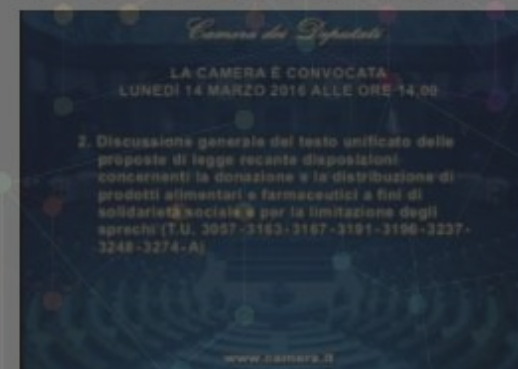 Camera dei Deputati
LA CAMERA È CONVOCATA
LUNEDÌ 14 MARZO 2016 ALLE ORE 14,00
2. Discussione generale del testo unificato delle
proposte di legge recante disposizioni
concernenti la donazione e la distribuzione di
prodotti alimentari e farmaceutici a fini di
solidarietà sociale e per la limitazione degli
sprechi (T.U. 3057-3163-3167-3191-3196-3237-
3248-3274-A)
www.camera.it